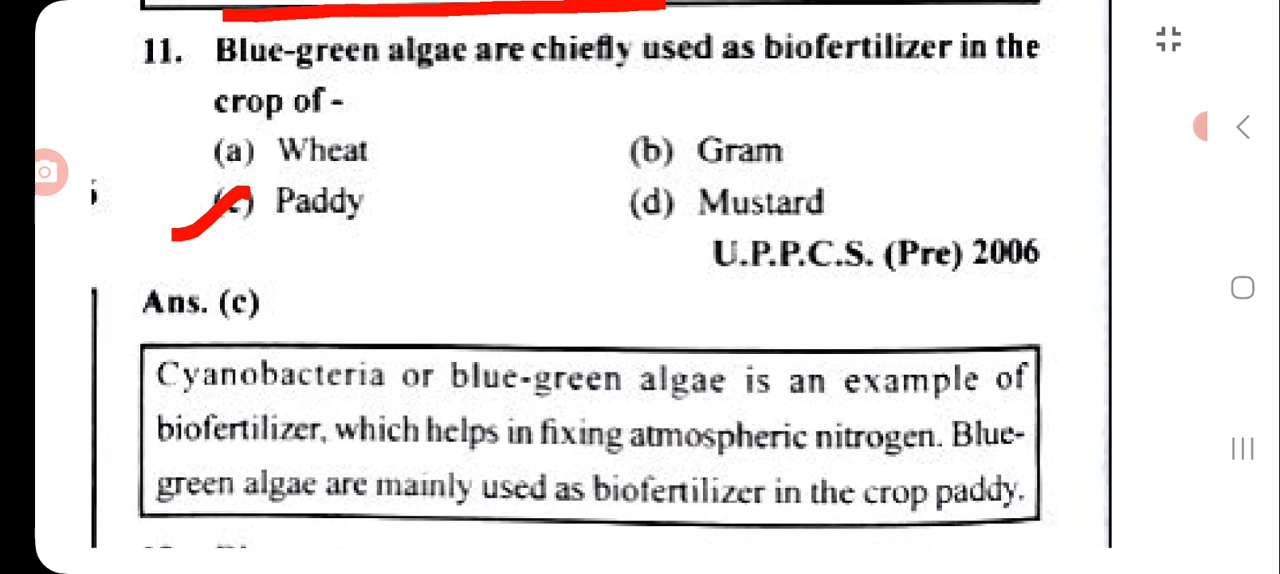 11. Blue-green algae are chiefly used as biofertilizer in the
crop of -
(a) Wheat (b) Gram
(c) Paddy (d) Mustard
U.P.P.C.S. (Pre) 2006
Ans. (c)
Cyanobacteria or blue-green algae is an example of
biofertilizer, which helps in fixing atmospheric nitrogen. Blue-
green algae are mainly used as biofertilizer in the crop paddy.